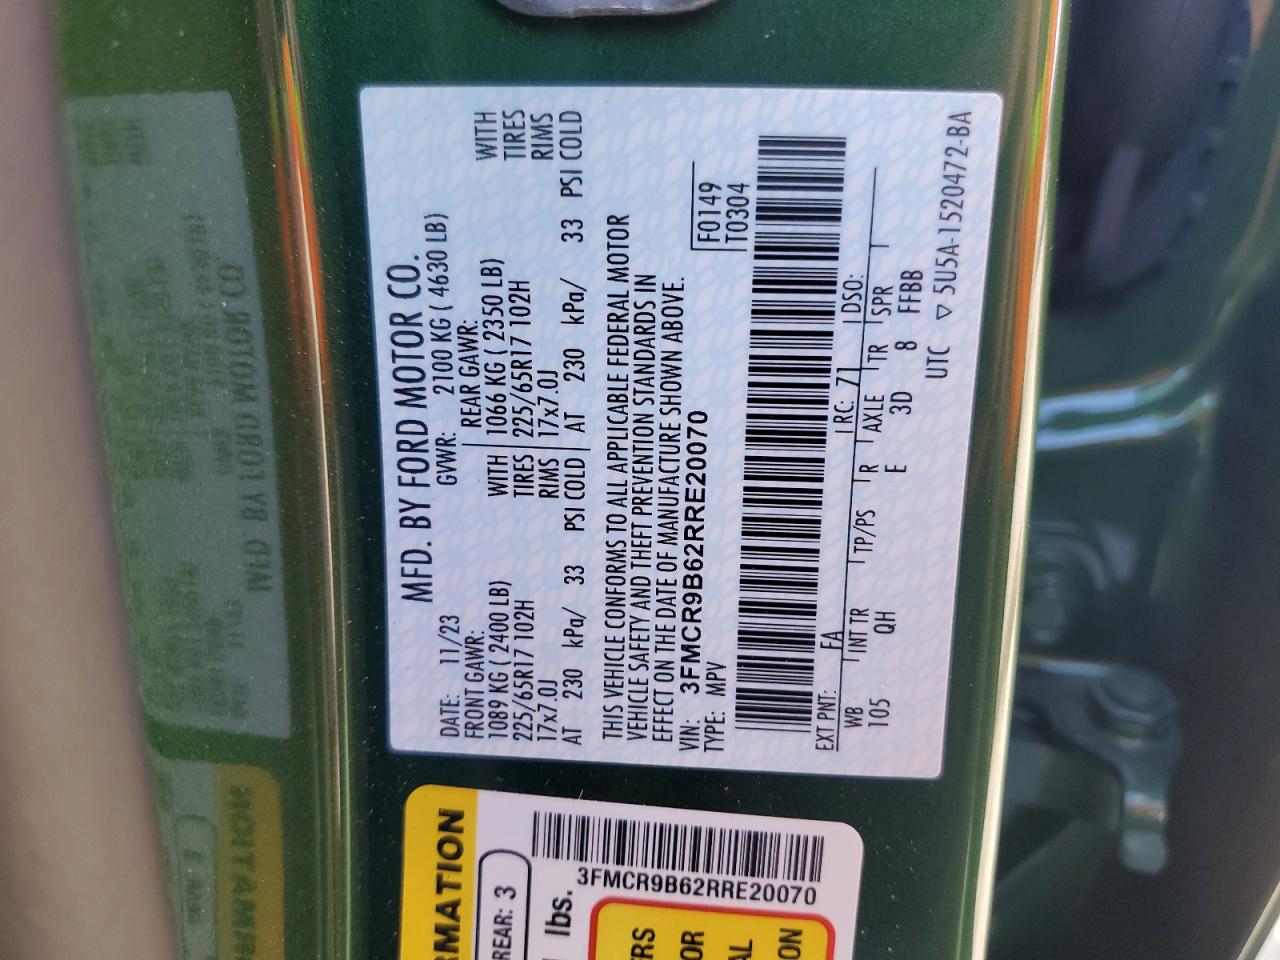 MFD. BY FORD MOTOR CO.
DATE: 11/23 GVWR: 2100 KG ( 4630 LB)
FRONT GAWR: REAR GAWR:
1089 KG ( 2400 LB) WITH 1066 KG ( 2350 LB) WITH
225/65R17 102H TIRES 225/65R17 102H TIRES
17x7.0J RIMS 17x7.0J RIMS
AT 230 kPa/ 33 PSI COLD AT 230 kPa/ 33 PSI COLD
THIS VEHICLE CONFORMS TO ALL APPLICABLE FEDERAL MOTOR
VEHICLE SAFETY AND THEFT PREVENTION STANDARDS IN
EFFECT ON THE DATE OF MANUFACTURE SHOWN ABOVE.
VIN: 3FMCR9B62RRE20070 F0149
TYPE: MPV T0304
EXT PNT: FA RC: 71 DSO:
WB INT TR TP/PS R AXLE TR SPR
105 QH E 3D 8 FFBB
UTC ▽ 5U5A-1520472-BA
RMATION
REAR: 3
lbs.
3FMCR9B62RRE20070
ERS
OR
AL
ON